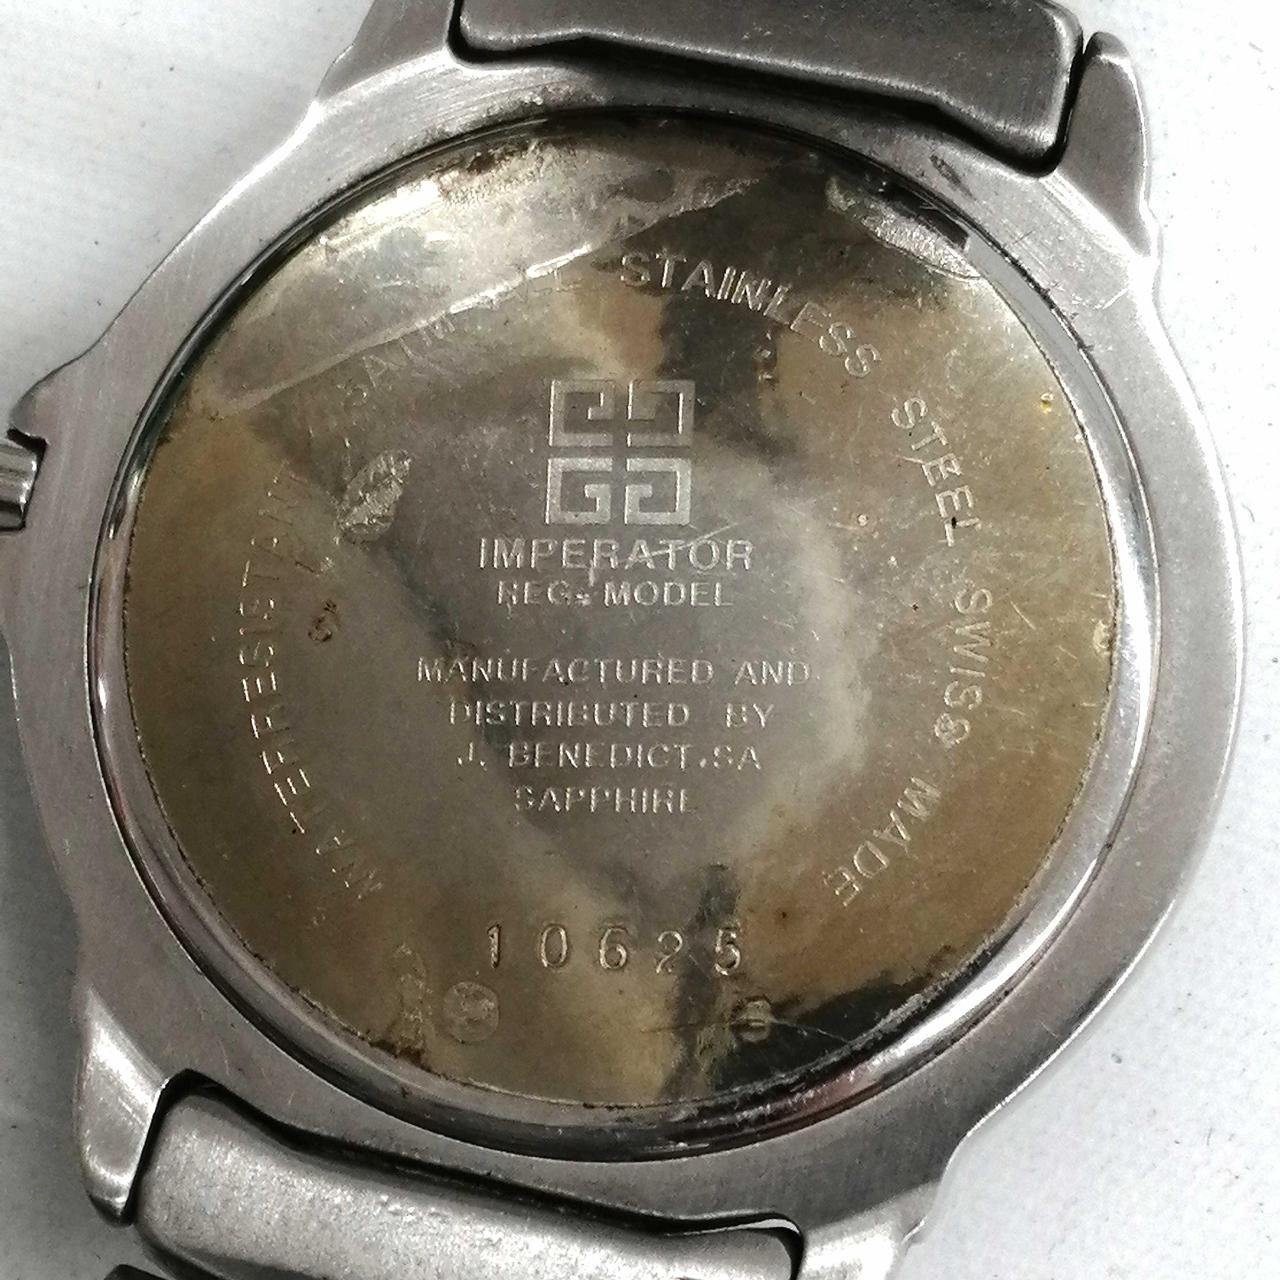 WATERRESISTANT STAINLESS STEEL SWISS MADE
IMPERATOR
REG. MODEL
MANUFACTURED AND
DISTRIBUTED BY
J. BENEDICT.SA
SAPPHIRE
10625